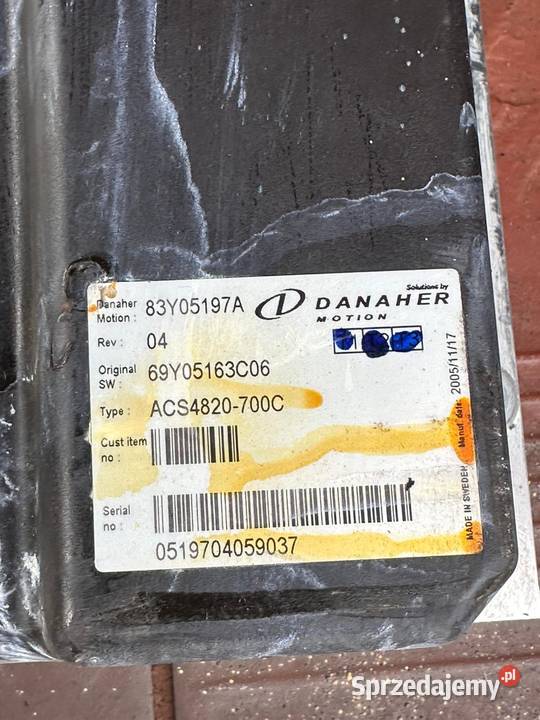 Solutions by
Danaher Motion : 83Y05197A DANAHER MOTION
Rev : 04
Original SW : 69Y05163C06
Type : ACS4820-700C
Cust item no :
Serial no :
0519704059037
MADE IN SWEDEN Manuf. date: 2005/11/17
Sprzedajemy.pl